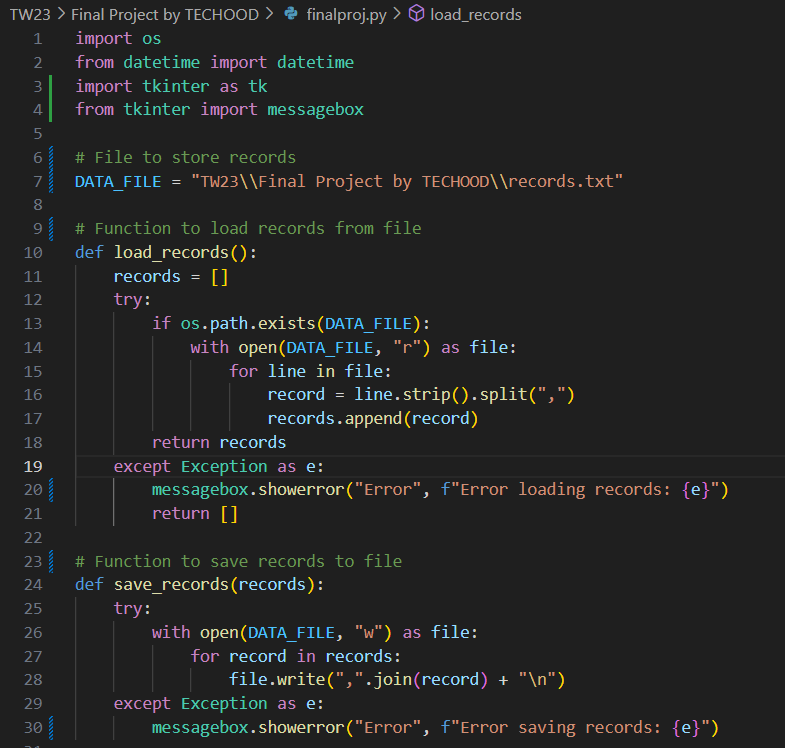 TW23 > Final Project by TECHOOD > finalproj.py > load_records
1 import os
2 from datetime import datetime
3 import tkinter as tk
4 from tkinter import messagebox
5
6 # File to store records
7 DATA_FILE = "TW23\\Final Project by TECHOOD\\records.txt"
8
9 # Function to load records from file
10 def load_records():
11     records = []
12     try:
13         if os.path.exists(DATA_FILE):
14             with open(DATA_FILE, "r") as file:
15                 for line in file:
16                     record = line.strip().split(",")
17                     records.append(record)
18         return records
19     except Exception as e:
20         messagebox.showerror("Error", f"Error loading records: {e}")
21         return []
22
23 # Function to save records to file
24 def save_records(records):
25     try:
26         with open(DATA_FILE, "w") as file:
27             for record in records:
28                 file.write(",".join(record) + "\n")
29     except Exception as e:
30         messagebox.showerror("Error", f"Error saving records: {e}")